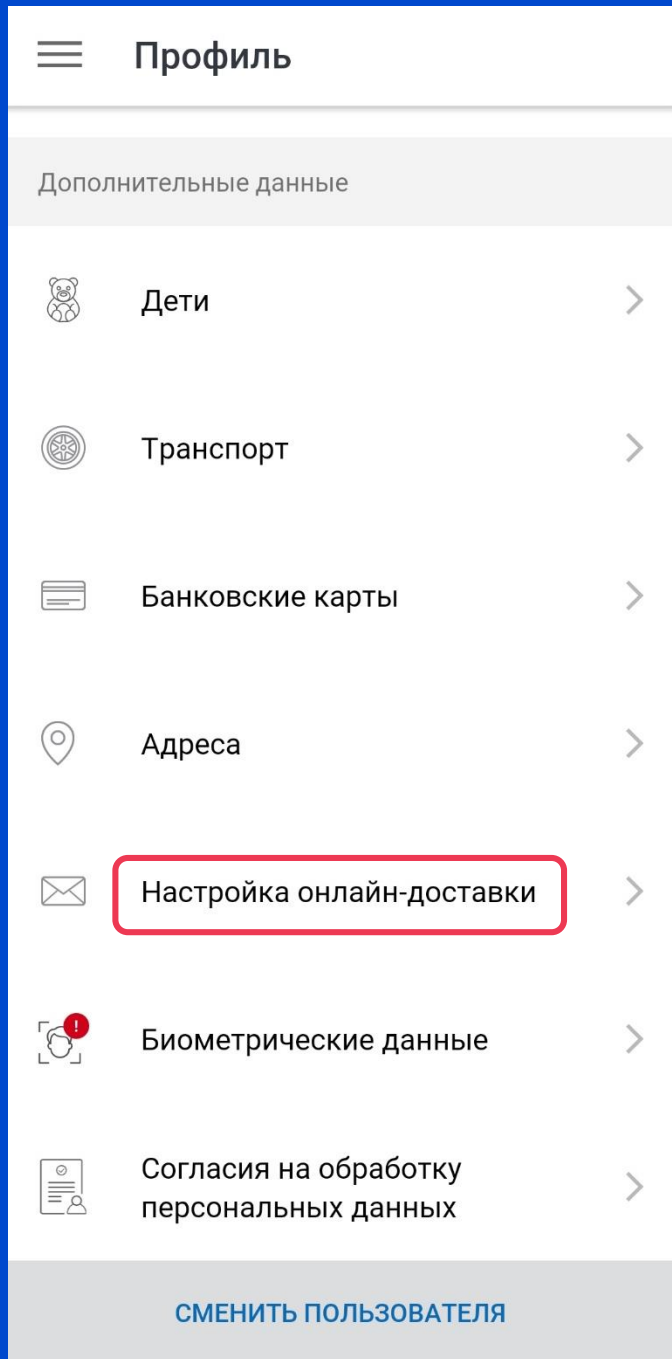 Профиль
Дополнительные данные
Дети
Транспорт
Банковские карты
Адреса
Настройка онлайн-доставки
!
Биометрические данные
Согласия на обработку
персональных данных
СМЕНИТЬ ПОЛЬЗОВАТЕЛЯ